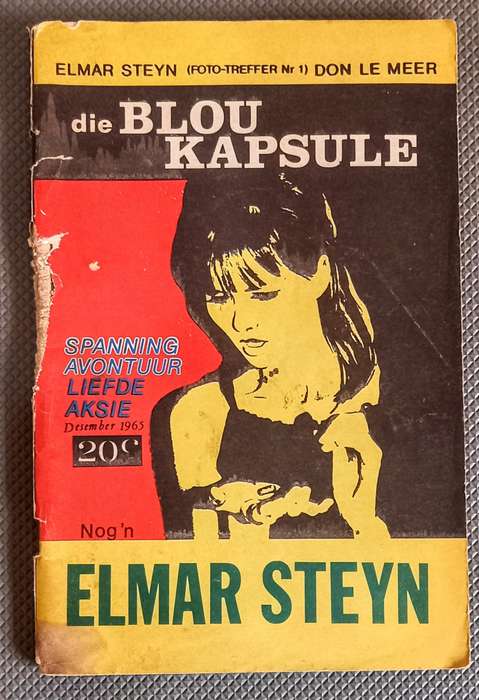 ELMAR STEYN (FOTO-TREFFER Nr 1) DON LE MEER
die BLOU
KAPSULE
SPANNING
AVONTUUR
LIEFDE
AKSIE
Desember 1965
20c
Nog 'n
ELMAR STEYN